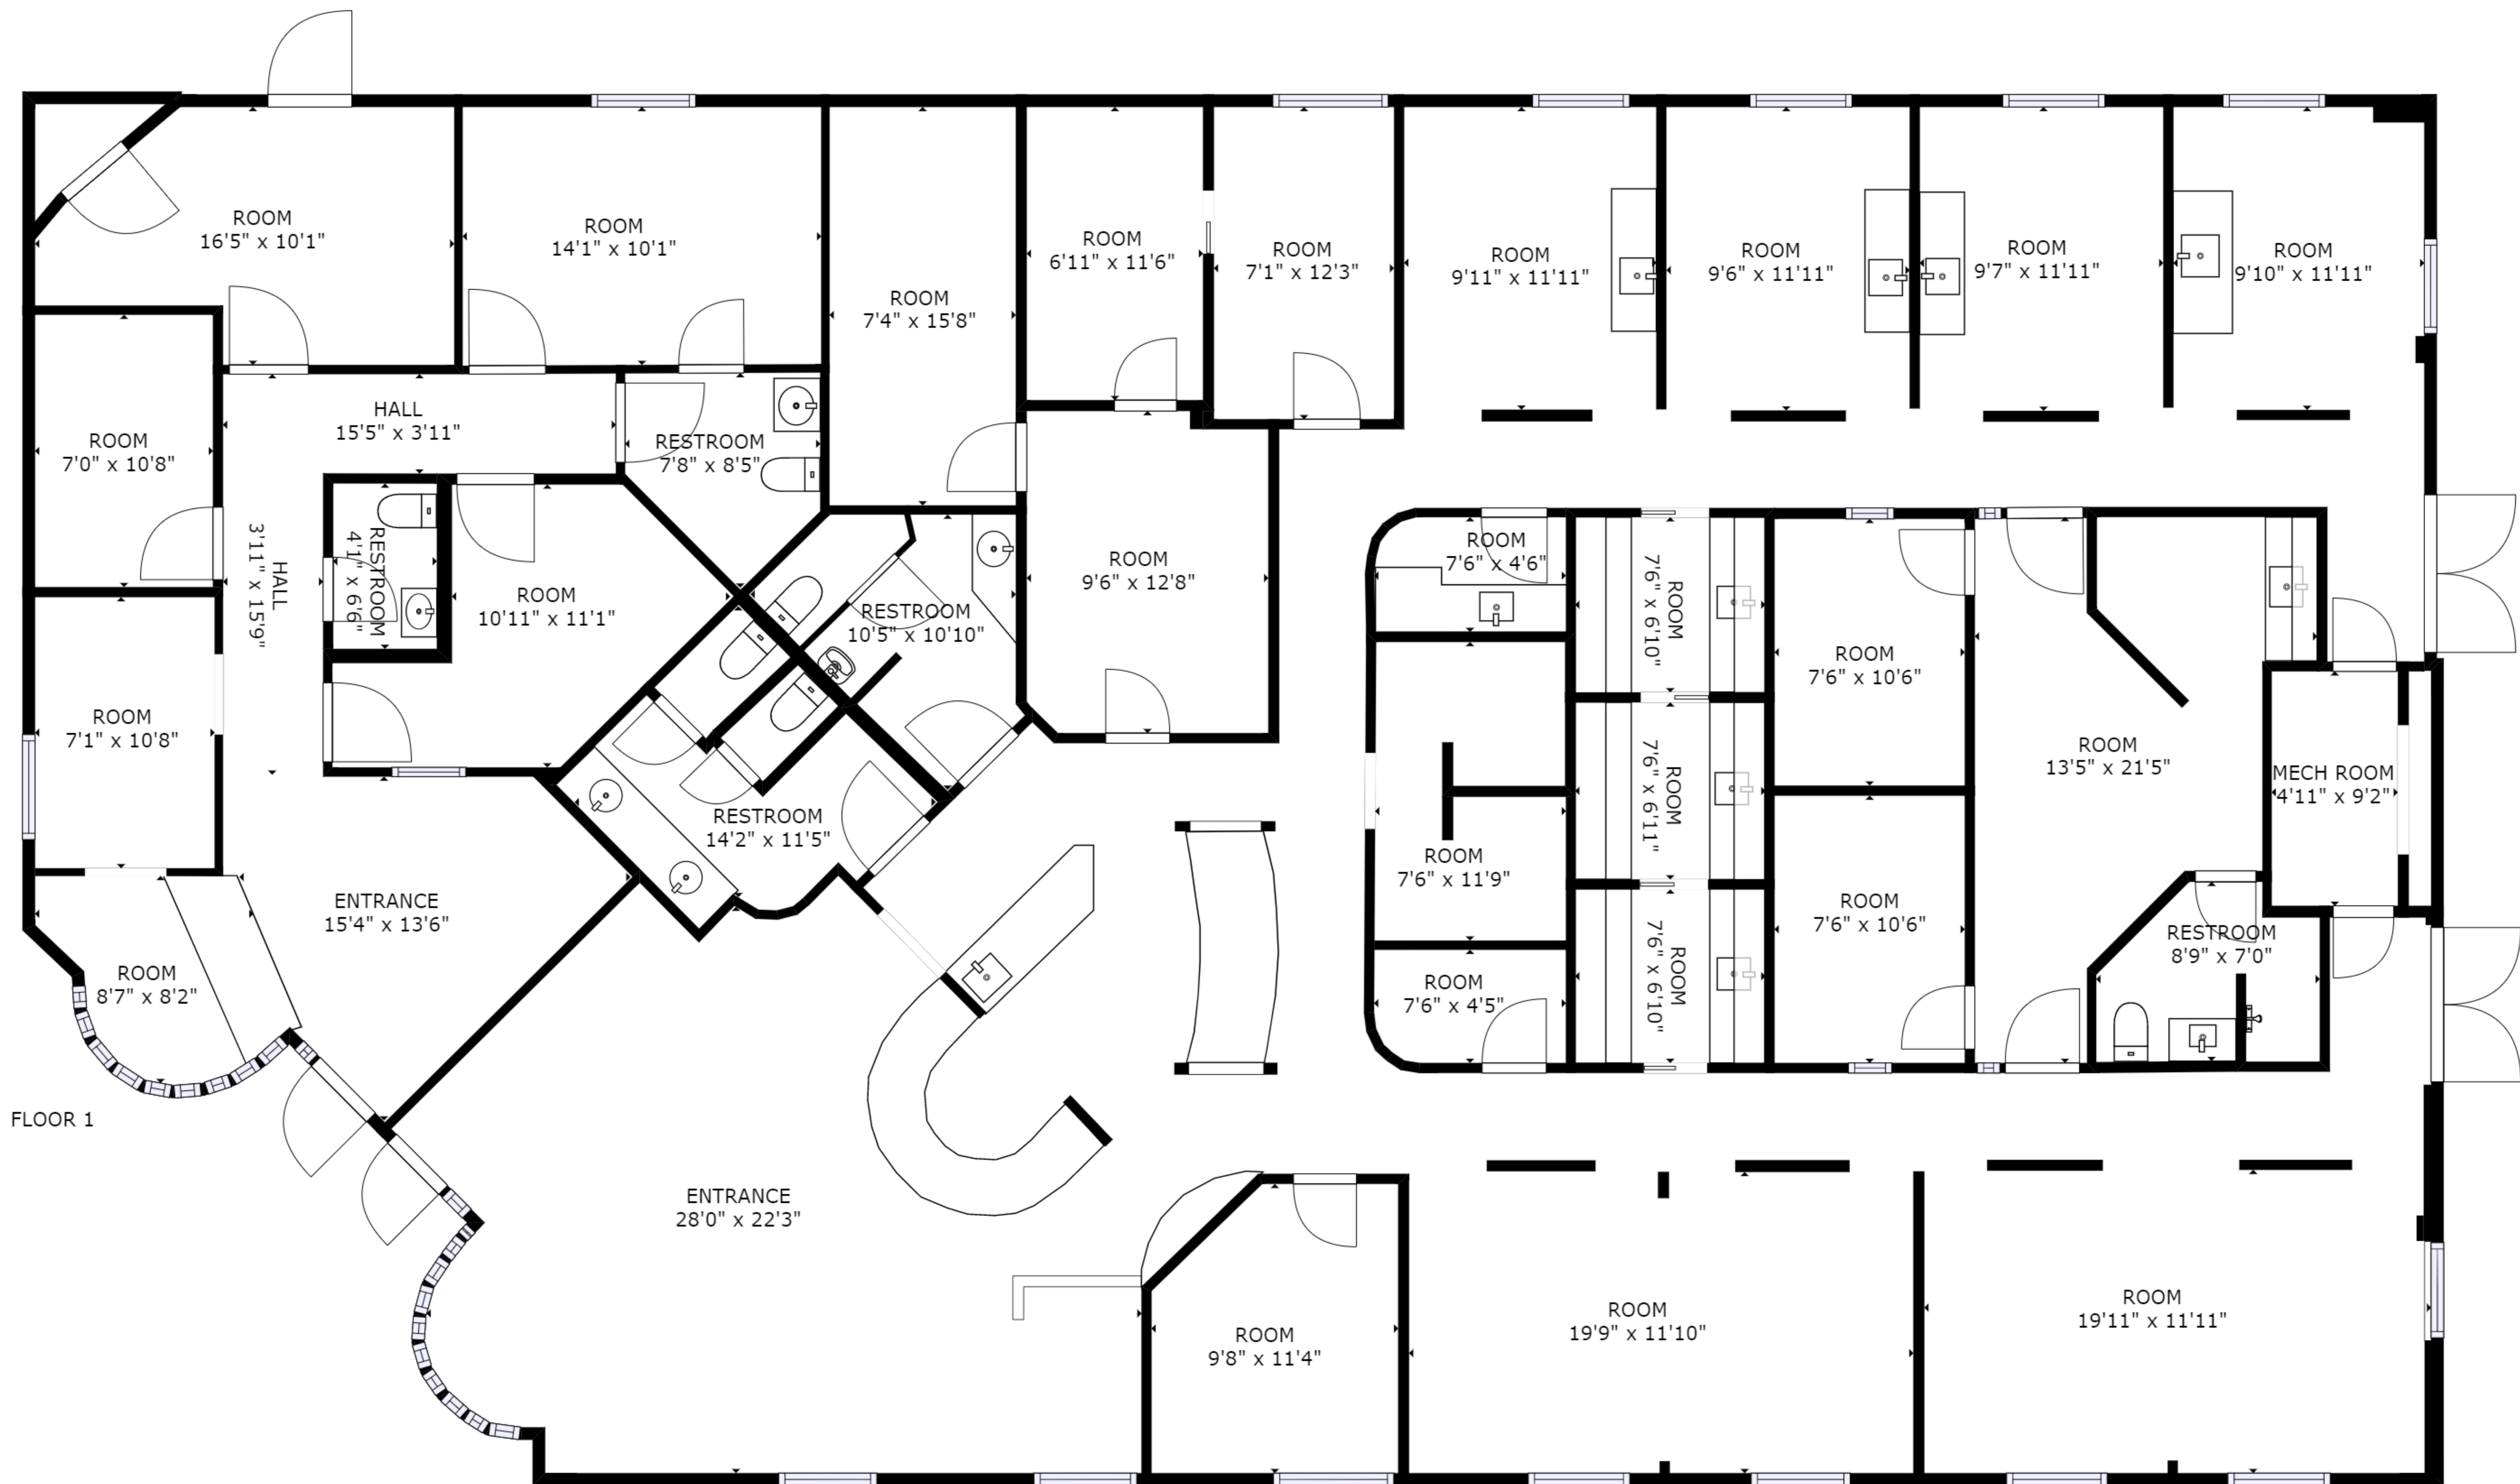 ROOM
16'5" x 10'1"
ROOM
14'1" x 10'1"
ROOM
7'4" x 15'8"
ROOM
6'11" x 11'6"
ROOM
7'1" x 12'3"
ROOM
9'11" x 11'11"
ROOM
9'6" x 11'11"
ROOM
9'7" x 11'11"
ROOM
9'10" x 11'11"
ROOM
7'0" x 10'8"
HALL
15'5" x 3'11"
RESTROOM
7'8" x 8'5"
HALL
3'11" x 15'9"
RESTROOM
4'1" x 6'6"
ROOM
10'11" x 11'1"
RESTROOM
10'5" x 10'10"
ROOM
9'6" x 12'8"
ROOM
7'6" x 4'6"
ROOM
7'6" x 6'10"
ROOM
7'6" x 10'6"
ROOM
7'1" x 10'8"
RESTROOM
14'2" x 11'5"
ROOM
7'6" x 11'9"
ROOM
7'6" x 6'11"
ROOM
13'5" x 21'5"
MECH ROOM
4'11" x 9'2"
ENTRANCE
15'4" x 13'6"
ROOM
8'7" x 8'2"
ROOM
7'6" x 4'5"
ROOM
7'6" x 6'10"
ROOM
7'6" x 10'6"
RESTROOM
8'9" x 7'0"
FLOOR 1
ENTRANCE
28'0" x 22'3"
ROOM
9'8" x 11'4"
ROOM
19'9" x 11'10"
ROOM
19'11" x 11'11"